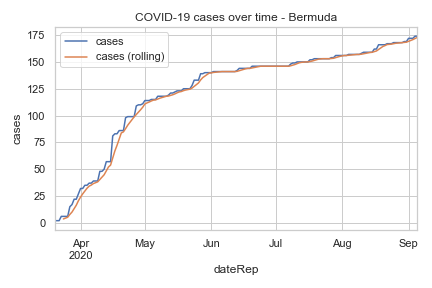 COVID-19 cases over time - Bermuda
cases
cases (rolling)
175
150
125
100
75
50
25
0
cases
Apr
2020
May
Jun
Jul
Aug
Sep
dateRep